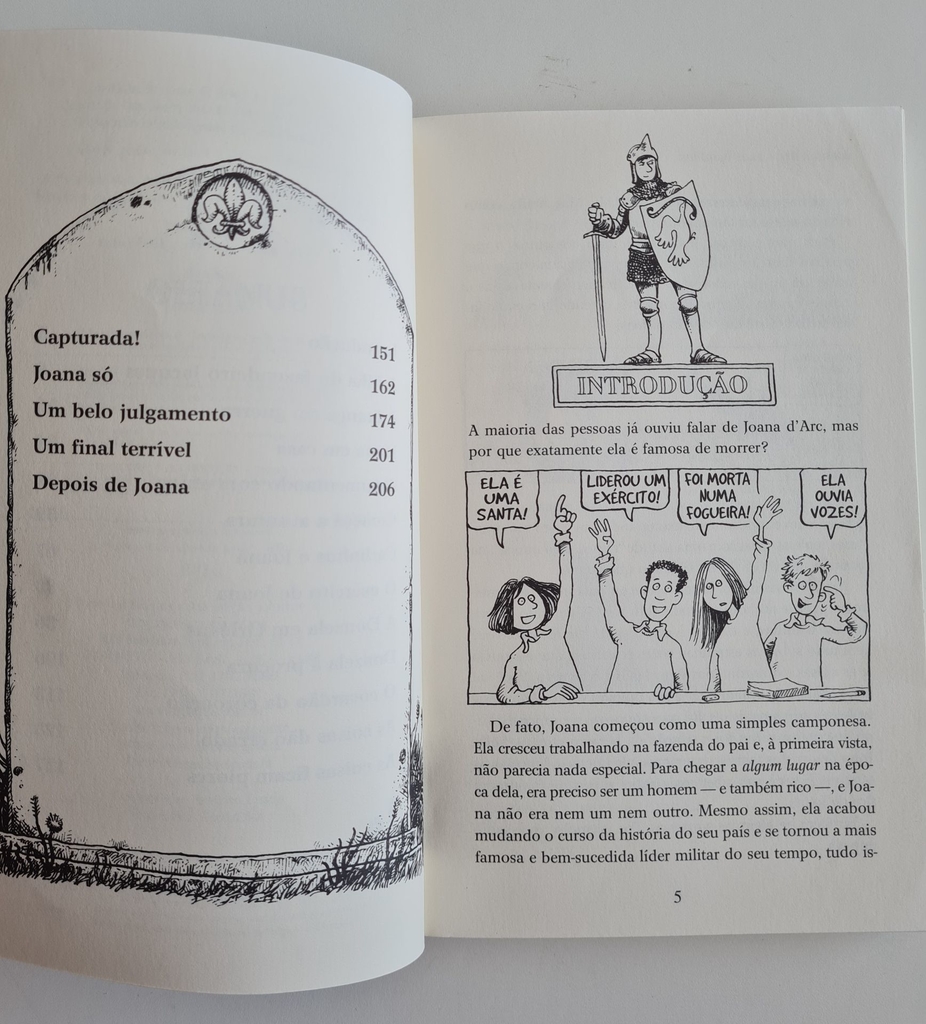 Capturada! 151
Joana só 162
Um belo julgamento 174
Um final terrível 201
Depois de Joana 206
INTRODUÇÃO
A maioria das pessoas já ouviu falar de Joana d'Arc, mas
por que exatamente ela é famosa de morrer?
ELA É
UMA
SANTA!
LIDEROU UM
EXÉRCITO!
FOI MORTA
NUMA
FOGUEIRA!
ELA
OUVIA
VOZES!
De fato, Joana começou como uma simples camponesa.
Ela cresceu trabalhando na fazenda do pai e, à primeira vista,
não parecia nada especial. Para chegar a algum lugar na épo-
ca dela, era preciso ser um homem — e também rico —, e Joa-
na não era nem um nem outro. Mesmo assim, ela acabou
mudando o curso da história do seu país e se tornou a mais
famosa e bem-sucedida líder militar do seu tempo, tudo is-
5